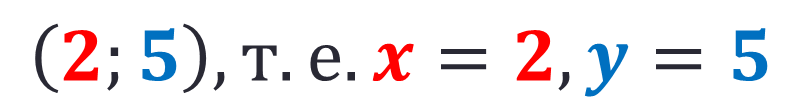 (2; 5), т. е. x = 2, y = 5